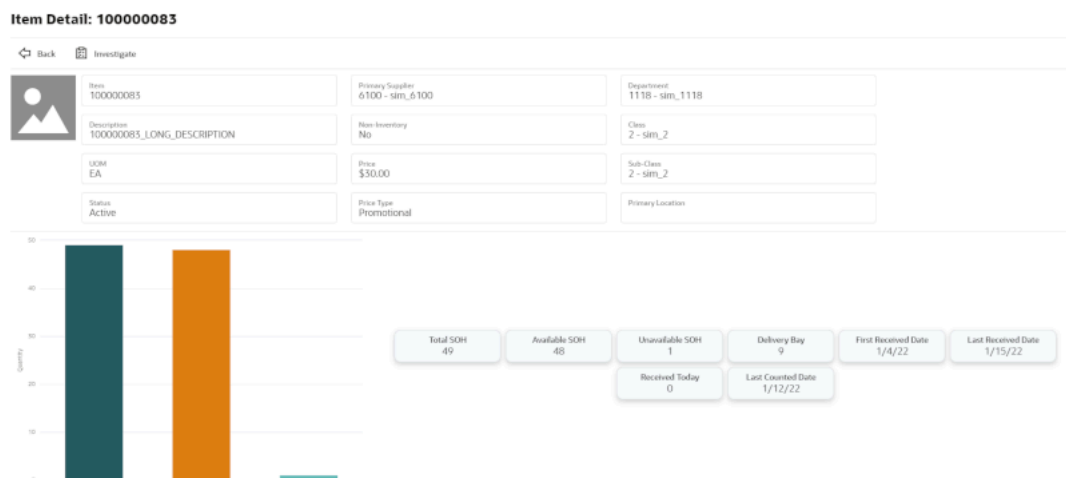 Item Detail: 100000083
Back
Investigate
Item
100000083
Primary Supplier
6100 - sim_6100
Department
1118 - sim_1118
Description
100000083_LONG_DESCRIPTION
Non-Inventory
No
Class
2 - sim_2
UOM
EA
Price
$30.00
Sub-Class
2 - sim_2
Status
Active
Price Type
Promotional
Primary Location
50
40
30
20
10
Quantity
Total SOH
49
Available SOH
48
Unavailable SOH
1
Delivery Bay
9
First Received Date
1/4/22
Last Received Date
1/15/22
Received Today
0
Last Counted Date
1/12/22